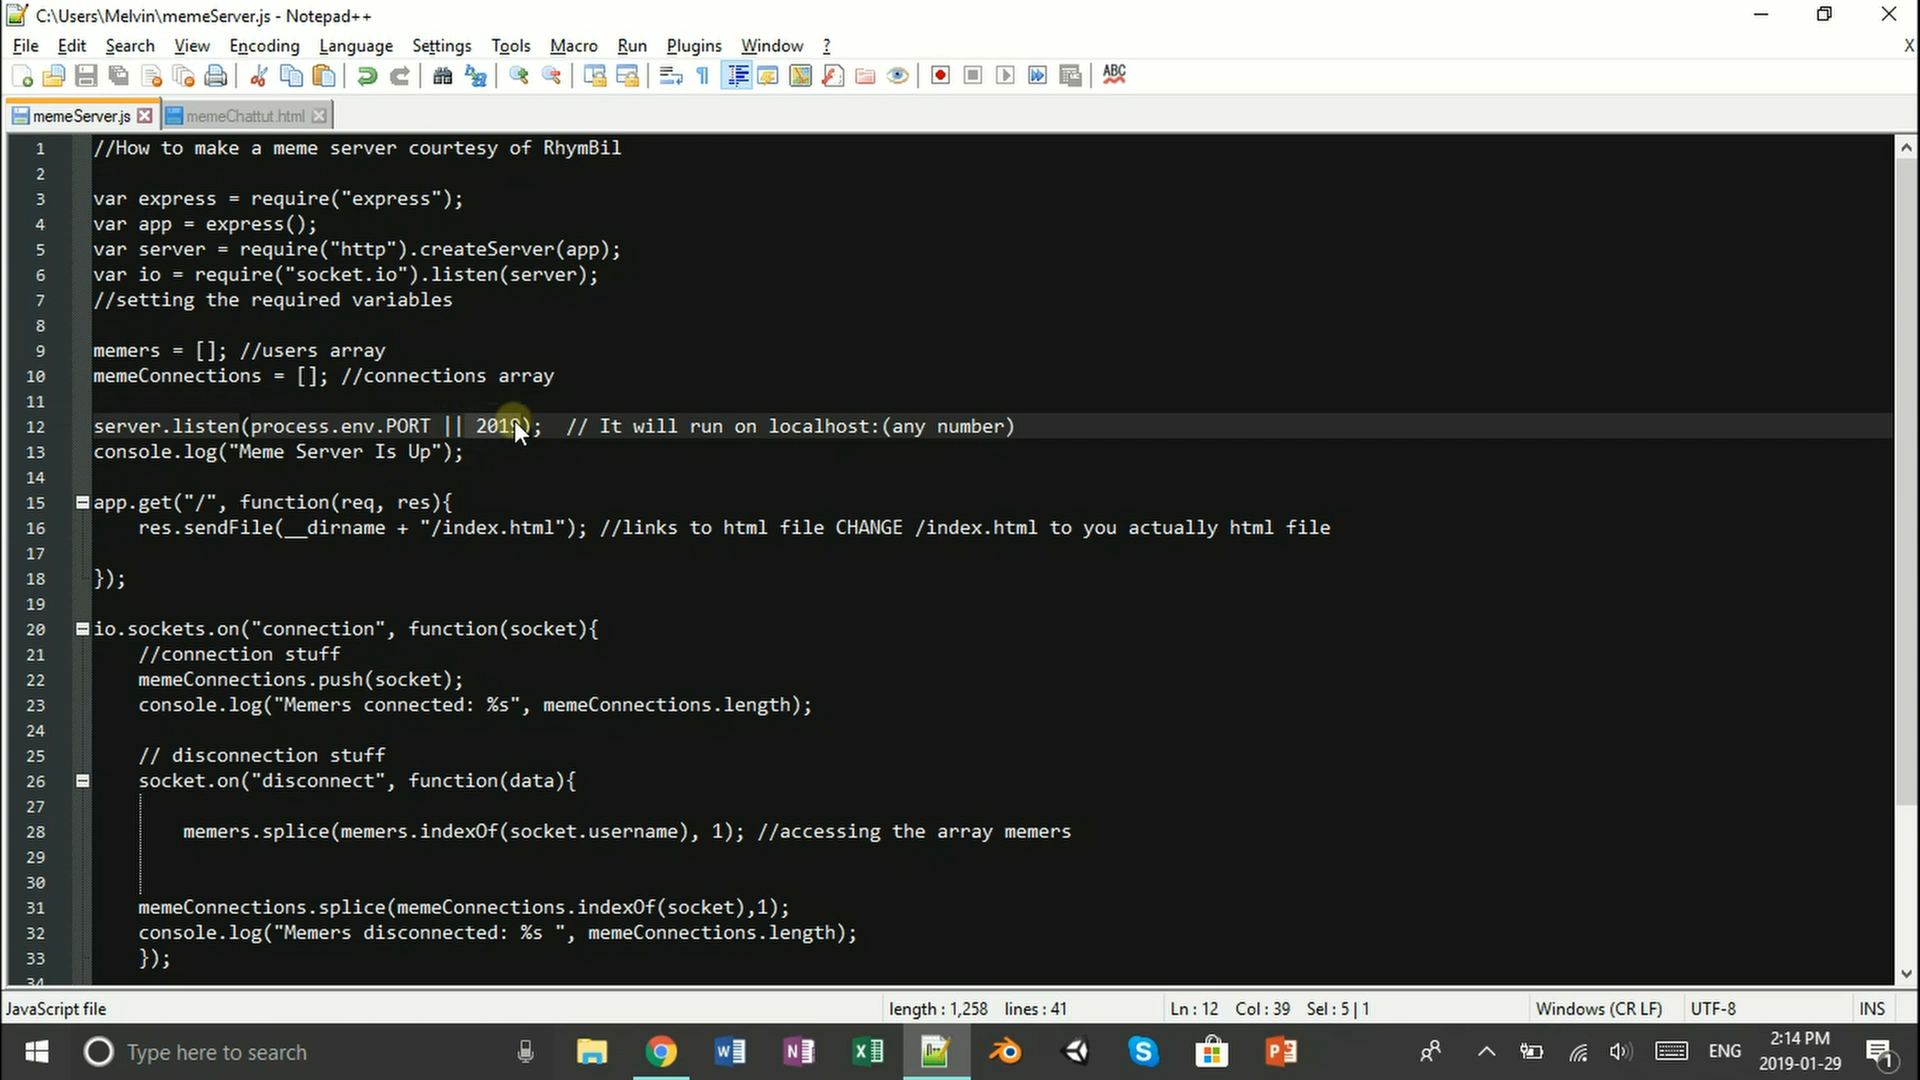 C:\Users\Melvin\memeServer.js - Notepad++
File Edit Search View Encoding Language Settings Tools Macro Run Plugins Window ? X
ABC
memeServer.js memeChattut.html
1 //How to make a meme server courtesy of RhymBil
2
3 var express = require("express");
4 var app = express();
5 var server = require("http").createServer(app);
6 var io = require("socket.io").listen(server);
7 //setting the required variables
8
9 memers = []; //users array
10 memeConnections = []; //connections array
11
12 server.listen(process.env.PORT || 2019); // It will run on localhost:(any number)
13 console.log("Meme Server Is Up");
14
15 app.get("/", function(req, res){
16 res.sendFile(__dirname + "/index.html"); //links to html file CHANGE /index.html to you actually html file
17
18 });
19
20 io.sockets.on("connection", function(socket){
21 //connection stuff
22 memeConnections.push(socket);
23 console.log("Memers connected: %s", memeConnections.length);
24
25 // disconnection stuff
26 socket.on("disconnect", function(data){
27
28 memers.splice(memers.indexOf(socket.username), 1); //accessing the array memers
29
30
31 memeConnections.splice(memeConnections.indexOf(socket),1);
32 console.log("Memers disconnected: %s ", memeConnections.length);
33 });
34
JavaScript file length : 1,258 lines : 41 Ln : 12 Col : 39 Sel : 5 | 1 Windows (CR LF) UTF-8 INS
Type here to search ENG 2:14 PM
2019-01-29 1